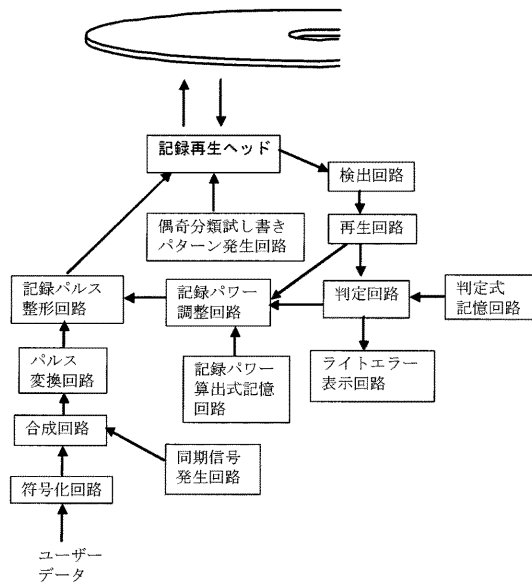 記録再生ヘッド
検出回路
偶奇分類試し書き
パターン発生回路
再生回路
記録パルス
整形回路
記録パワー
調整回路
判定回路
判定式
記憶回路
パルス
変換回路
記録パワー
算出式記憶
回路
ライトエラー
表示回路
合成回路
同期信号
発生回路
符号化回路
ユーザー
データ